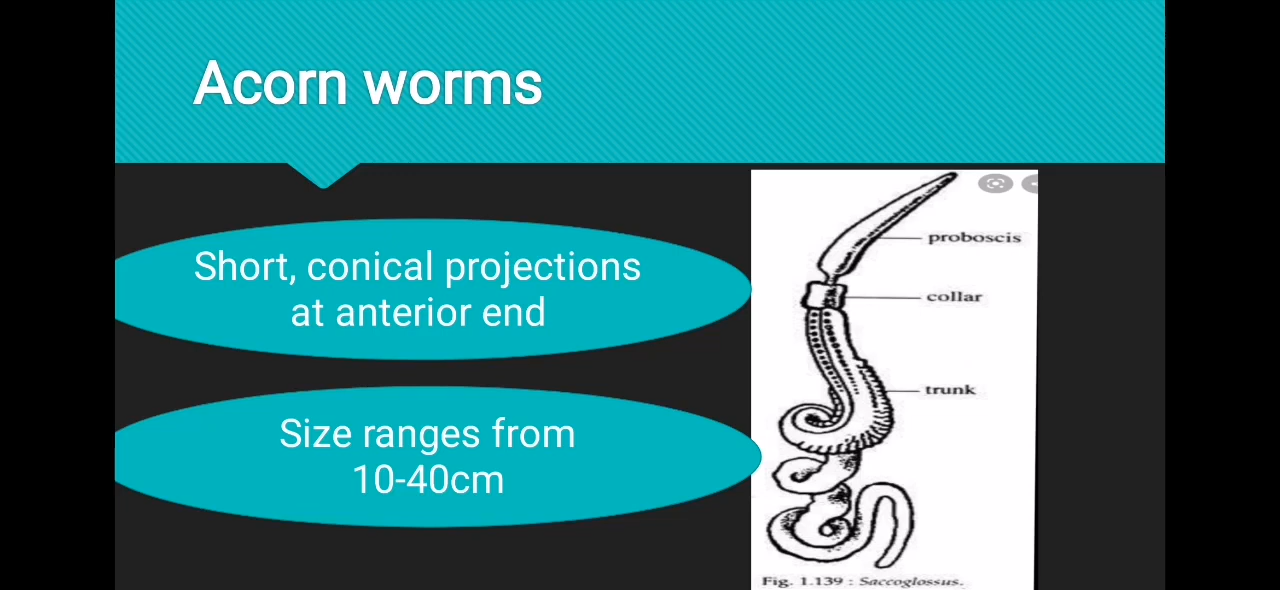 Acorn worms
Short, conical projections
at anterior end
Size ranges from
10-40cm
proboscis
collar
trunk
Fig. 1.139 : Saccoglossus.